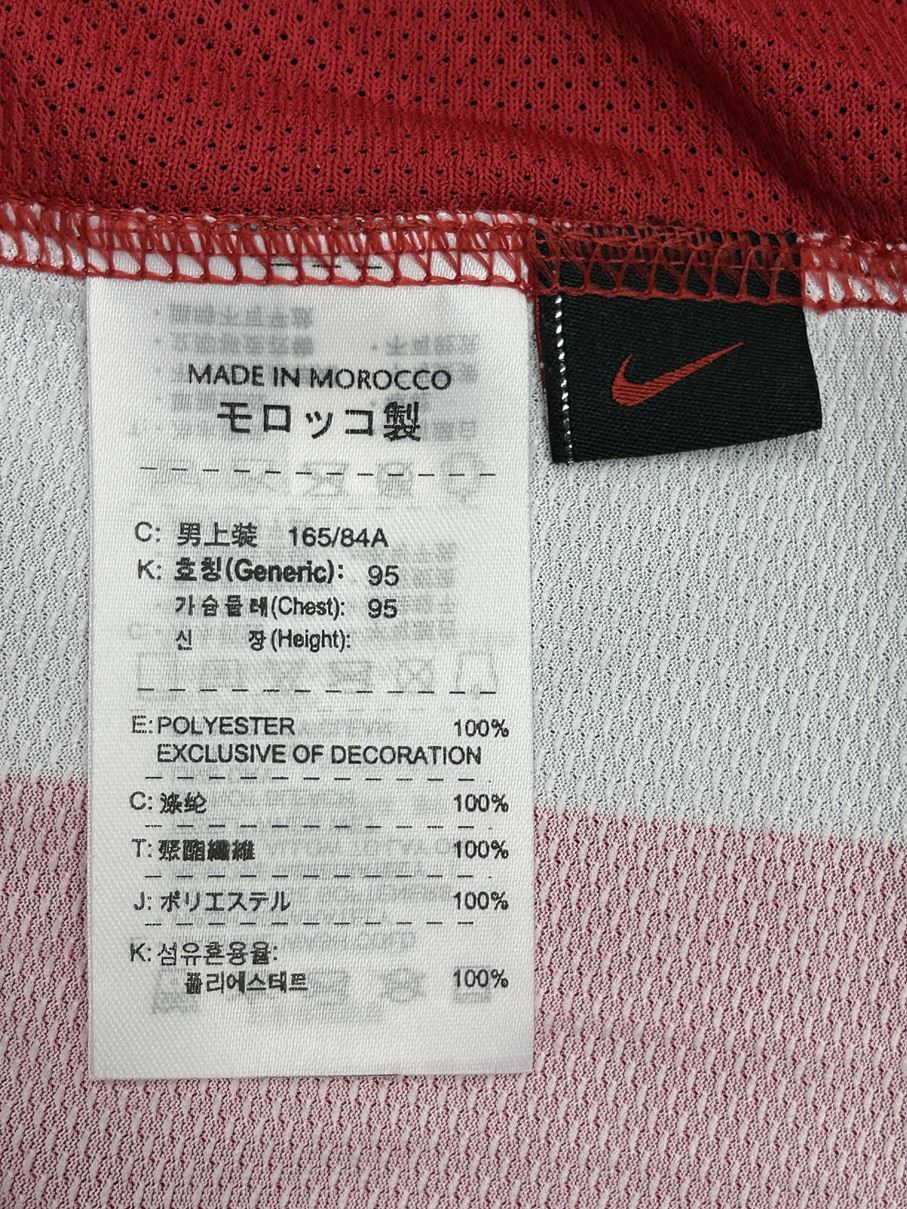 MADE IN MOROCCO
モロッコ製
C: 男上装 165/84A
K: 호칭(Generic): 95
가슴둘레(Chest): 95
신 장(Height):
E: POLYESTER 100%
EXCLUSIVE OF DECORATION
C: 涤纶 100%
T: 聚酯纖維 100%
J: ポリエステル 100%
K: 섬유혼용율:
폴리에스테르 100%